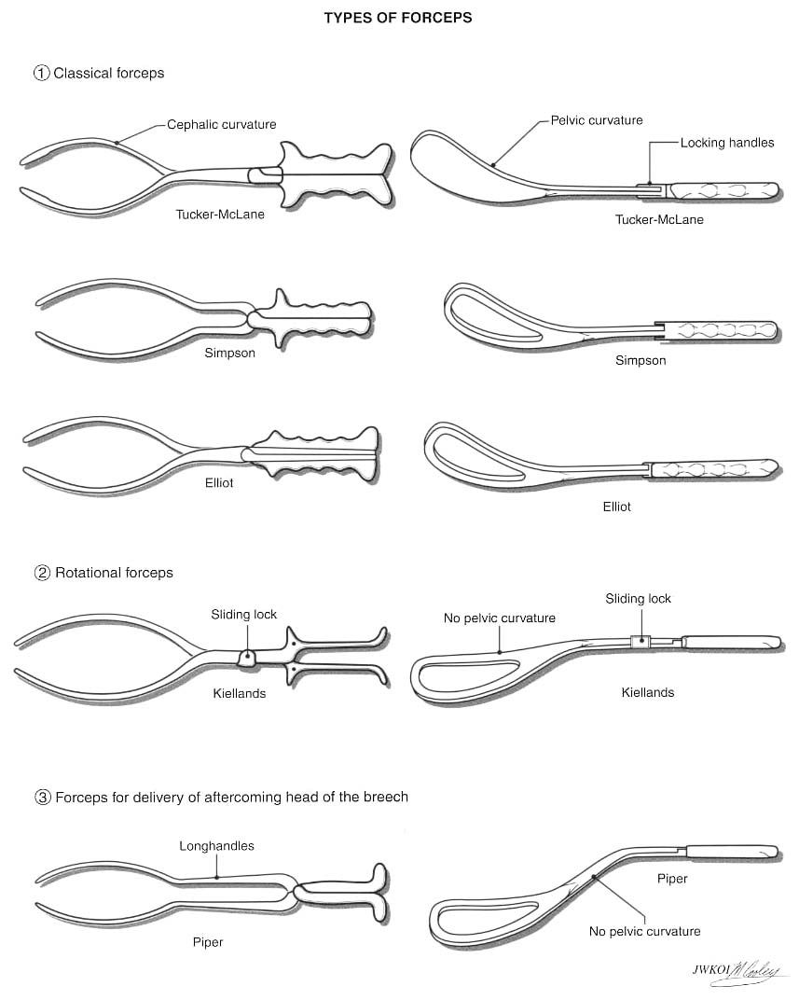 TYPES OF FORCEPS
① Classical forceps
Cephalic curvature
Pelvic curvature
Locking handles
Tucker-McLane
Tucker-McLane
Simpson
Simpson
Elliot
Elliot
② Rotational forceps
Sliding lock
No pelvic curvature
Sliding lock
Kiellands
Kiellands
③ Forceps for delivery of aftercoming head of the breech
Longhandles
Piper
Piper
No pelvic curvature
JWKOI